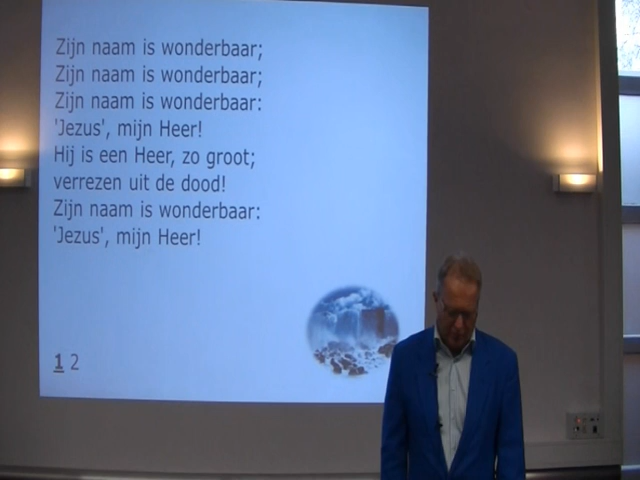 Zijn naam is wonderbaar;
Zijn naam is wonderbaar;
Zijn naam is wonderbaar:
'Jezus', mijn Heer!
Hij is een Heer, zo groot;
verrezen uit de dood!
Zijn naam is wonderbaar:
'Jezus', mijn Heer!
1 2